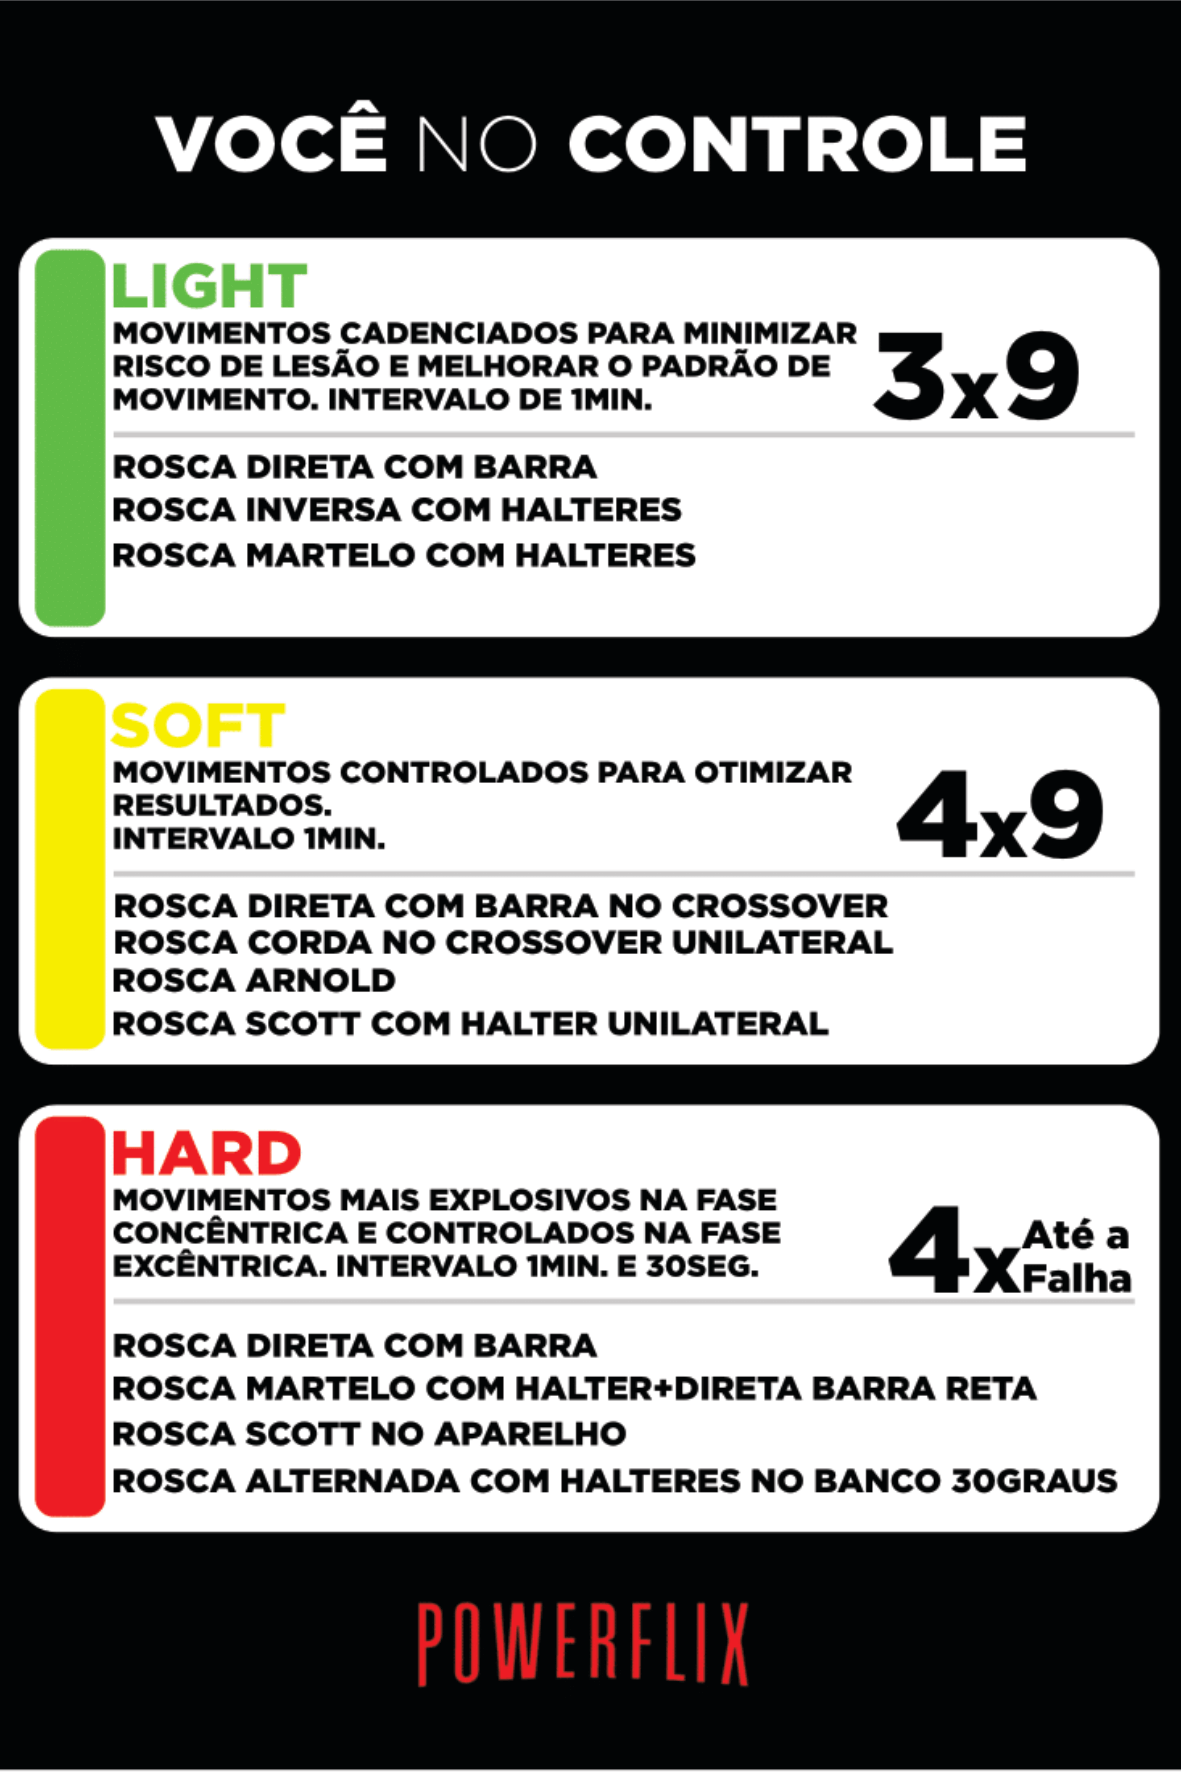 VOCÊ NO CONTROLE
LIGHT
MOVIMENTOS CADENCIADOS PARA MINIMIZAR
RISCO DE LESÃO E MELHORAR O PADRÃO DE
MOVIMENTO. INTERVALO DE 1MIN.
3x9
ROSCA DIRETA COM BARRA
ROSCA INVERSA COM HALTERES
ROSCA MARTELO COM HALTERES
SOFT
MOVIMENTOS CONTROLADOS PARA OTIMIZAR
RESULTADOS.
INTERVALO 1MIN.
4x9
ROSCA DIRETA COM BARRA NO CROSSOVER
ROSCA CORDA NO CROSSOVER UNILATERAL
ROSCA ARNOLD
ROSCA SCOTT COM HALTER UNILATERAL
HARD
MOVIMENTOS MAIS EXPLOSIVOS NA FASE
CONCÊNTRICA E CONTROLADOS NA FASE
EXCÊNTRICA. INTERVALO 1MIN. E 30SEG.
4x Até a
Falha
ROSCA DIRETA COM BARRA
ROSCA MARTELO COM HALTER+DIRETA BARRA RETA
ROSCA SCOTT NO APARELHO
ROSCA ALTERNADA COM HALTERES NO BANCO 30GRAUS
POWERFLIX